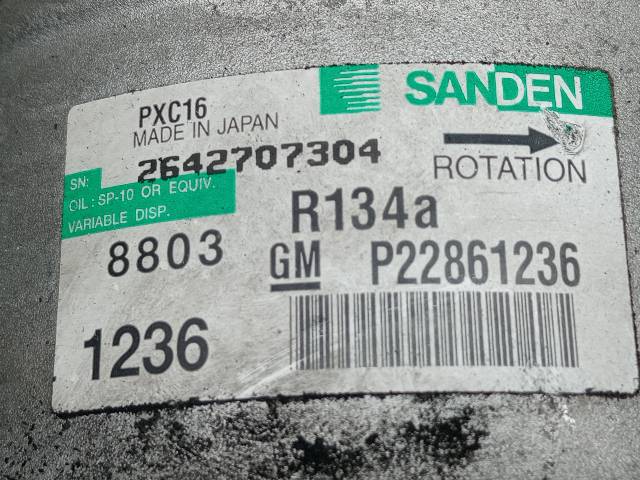 SANDEN
PXC16
MADE IN JAPAN
SN: 2642707304
ROTATION
OIL: SP-10 OR EQUIV.
VARIABLE DISP.
R134a
8803
GM P22861236
1236